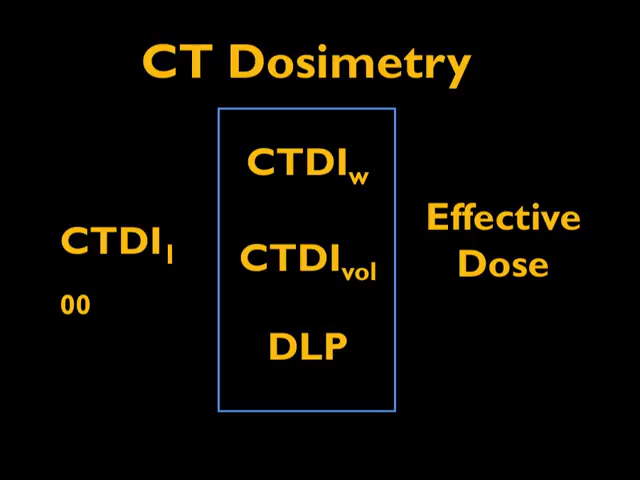 CT Dosimetry
CTDI1
00
CTDIw
CTDIvol
DLP
Effective
Dose